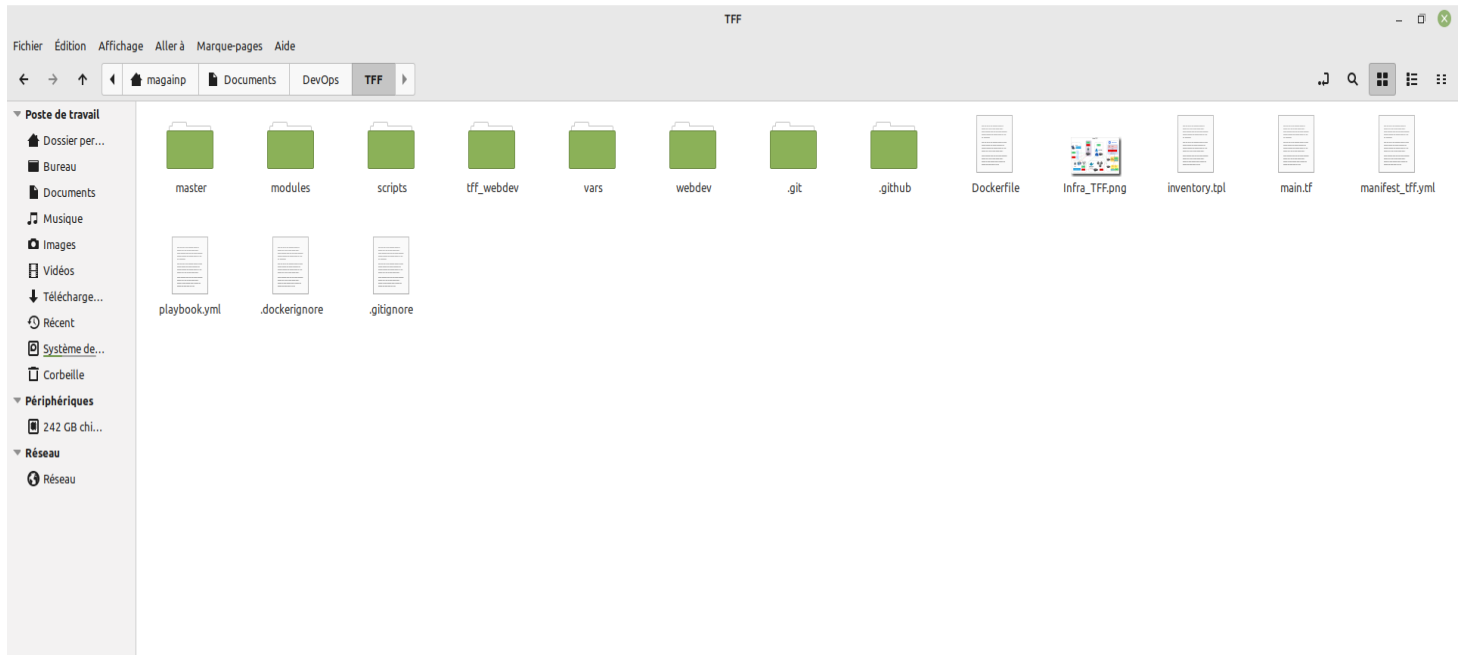 TFF
Fichier Édition Affichage Aller à Marque-pages Aide
magainp Documents DevOps TFF
Poste de travail
Dossier per...
Bureau
Documents
Musique
Images
Vidéos
Télécharge...
Récent
Système de...
Corbeille
Périphériques
242 GB chi...
Réseau
Réseau
master modules scripts tff_webdev vars webdev .git .github Dockerfile Infra_TFF.png inventory.tpl main.tf manifest_tff.yml
playbook.yml .dockerignore .gitignore